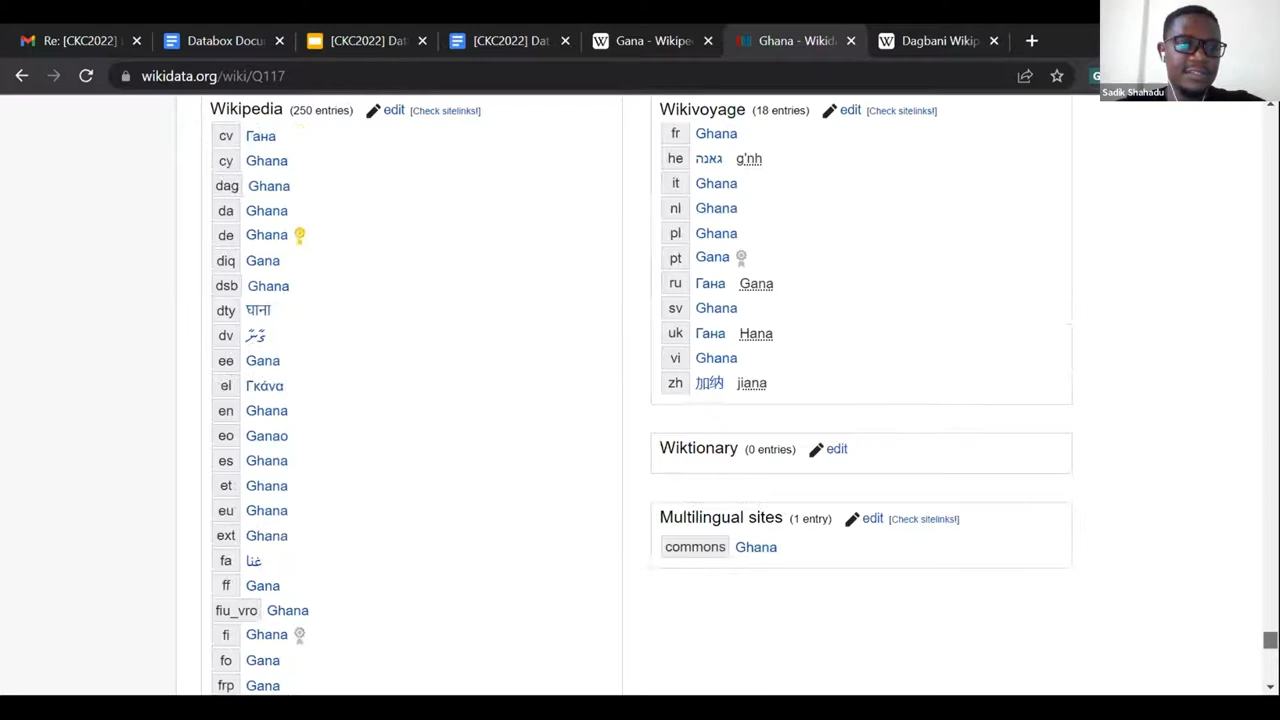 Re: [CKC2022]
Databox Docu
[CKC2022] Dat
[CKC2022] Dat
Gana - Wikipe
Ghana - Wikid
Dagbani Wikip
wikidata.org/wiki/Q117
Sadik Shahadu
Wikipedia (250 entries) edit [Check sitelinks!]
cv Гана
cy Ghana
dag Ghana
da Ghana
de Ghana
diq Gana
dsb Ghana
dty घाना
dv ގާނާ
ee Gana
el Γκάνα
en Ghana
eo Ganao
es Ghana
et Ghana
eu Ghana
ext Ghana
fa غنا
ff Gana
fiu_vro Ghana
fi Ghana
fo Gana
frp Gana
Wikivoyage (18 entries) edit [Check sitelinks!]
fr Ghana
he גאנה g'nh
it Ghana
nl Ghana
pl Ghana
pt Gana
ru Гана Gana
sv Ghana
uk Гана Hana
vi Ghana
zh 加纳 jiana
Wiktionary (0 entries) edit
Multilingual sites (1 entry) edit [Check sitelinks!]
commons Ghana